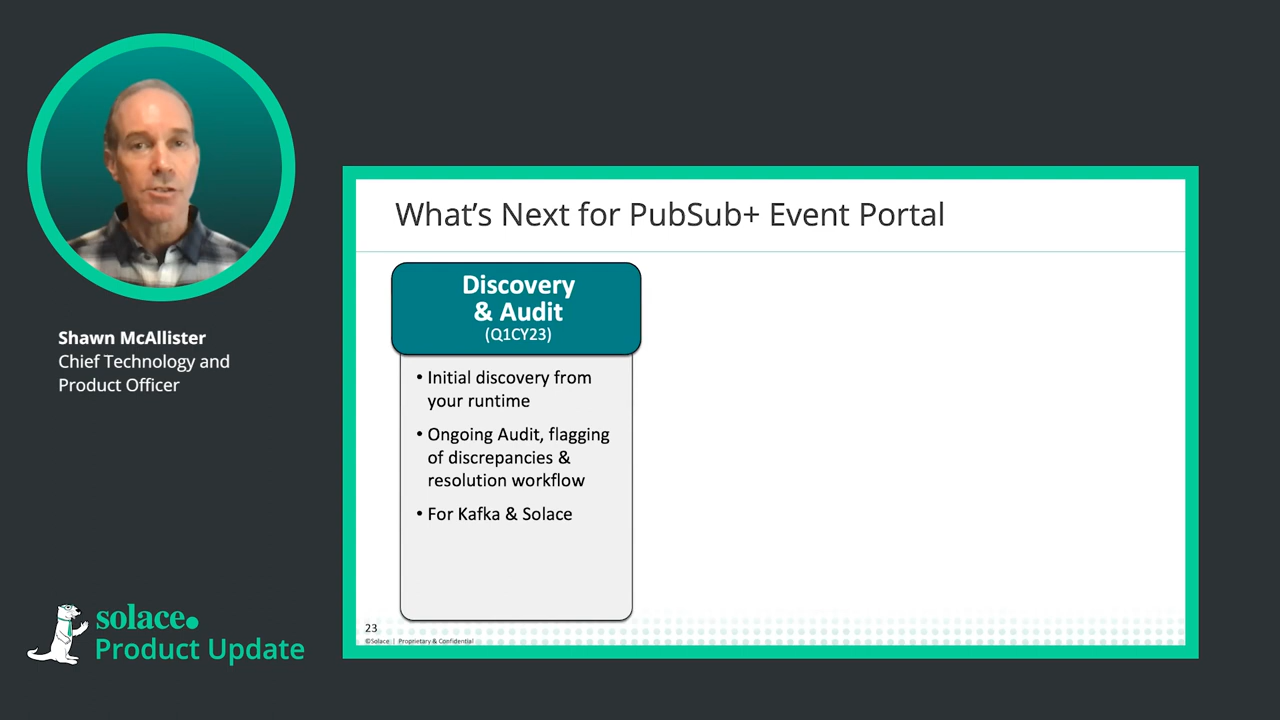 Shawn McAllister
Chief Technology and
Product Officer
solace.
Product Update
What's Next for PubSub+ Event Portal
Discovery
& Audit
(Q1CY23)
• Initial discovery from
your runtime
• Ongoing Audit, flagging
of discrepancies &
resolution workflow
• For Kafka & Solace
23
©Solace | Proprietary & Confidential